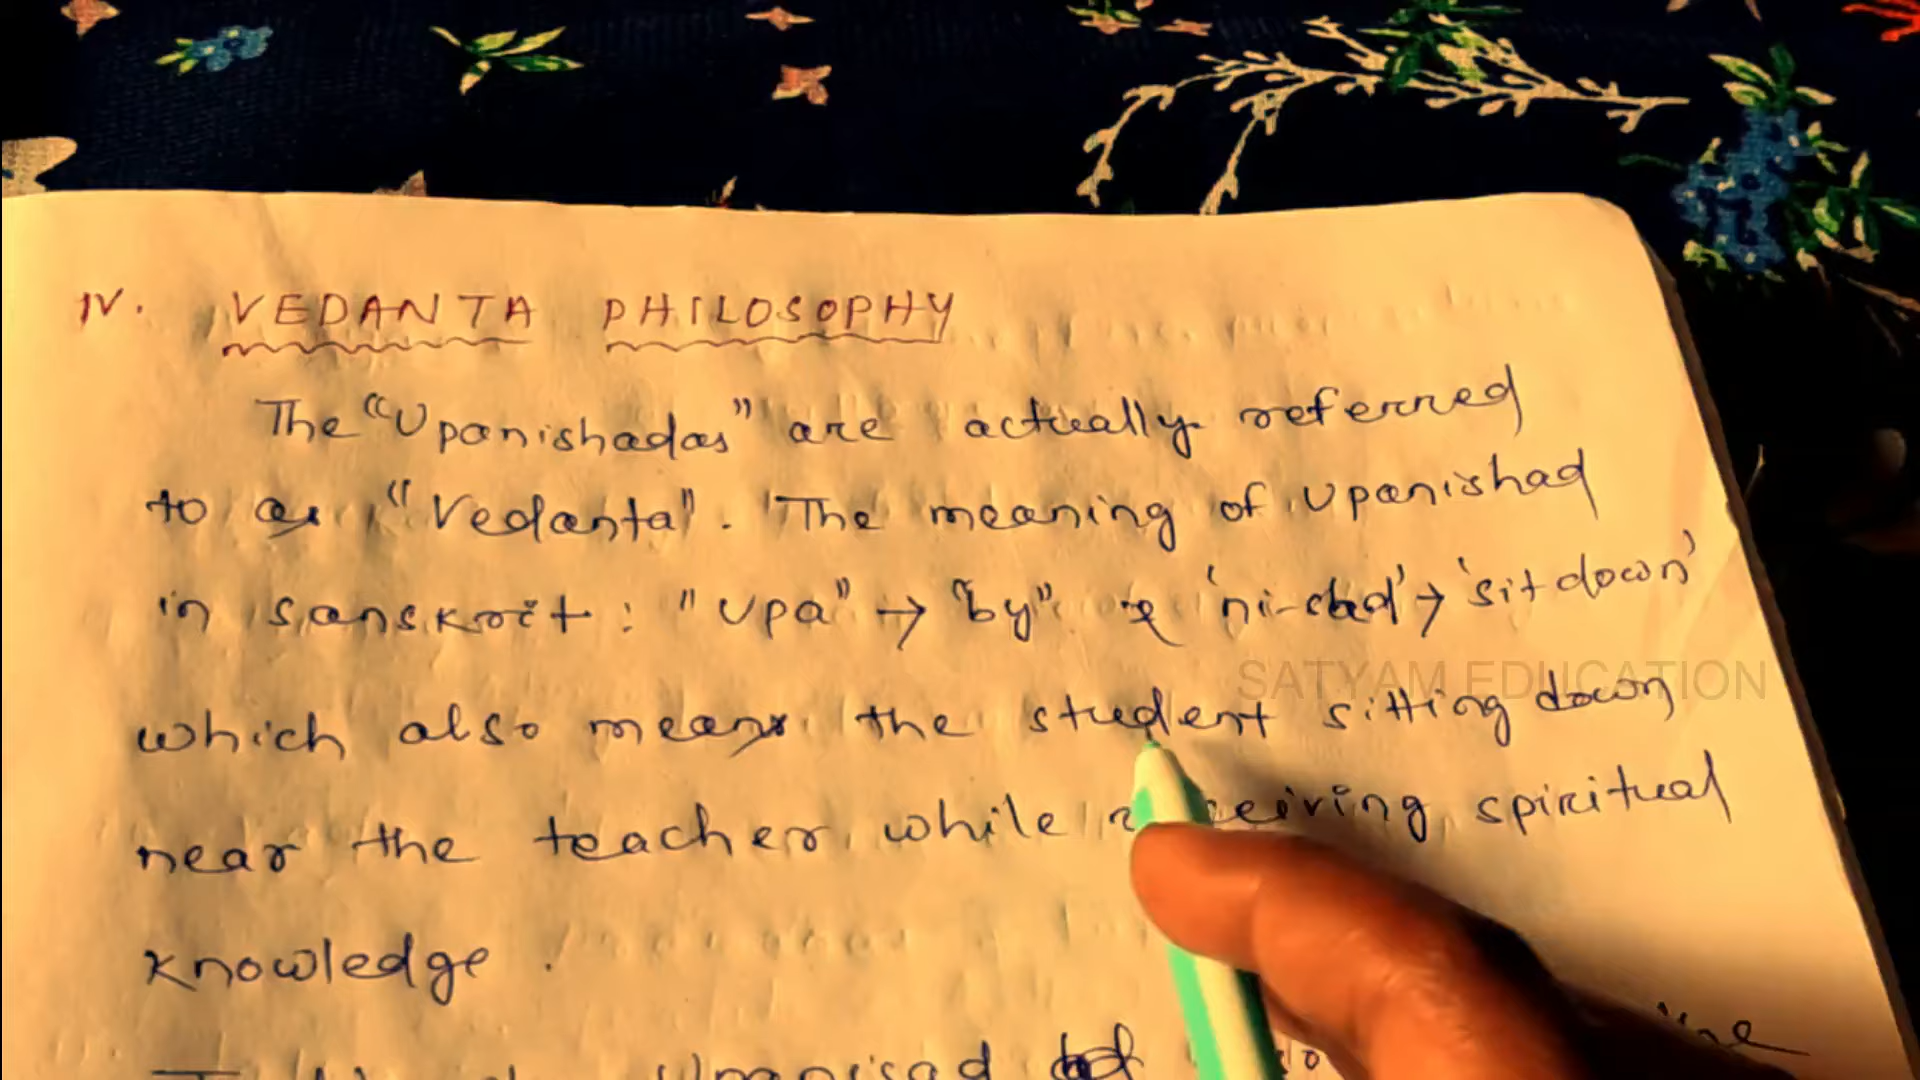 IV. VEDANTA PHILOSOPHY
The "Upanishadas" are actually referred
to as "Vedanta". The meaning of Upanishad
in sanskrit : "Upa" → "by" & 'ni-shad' → 'sit down'
SATYAM EDUCATION
which also means the student sitting down
near the teacher while receiving spiritual
knowledge.
Upanisad